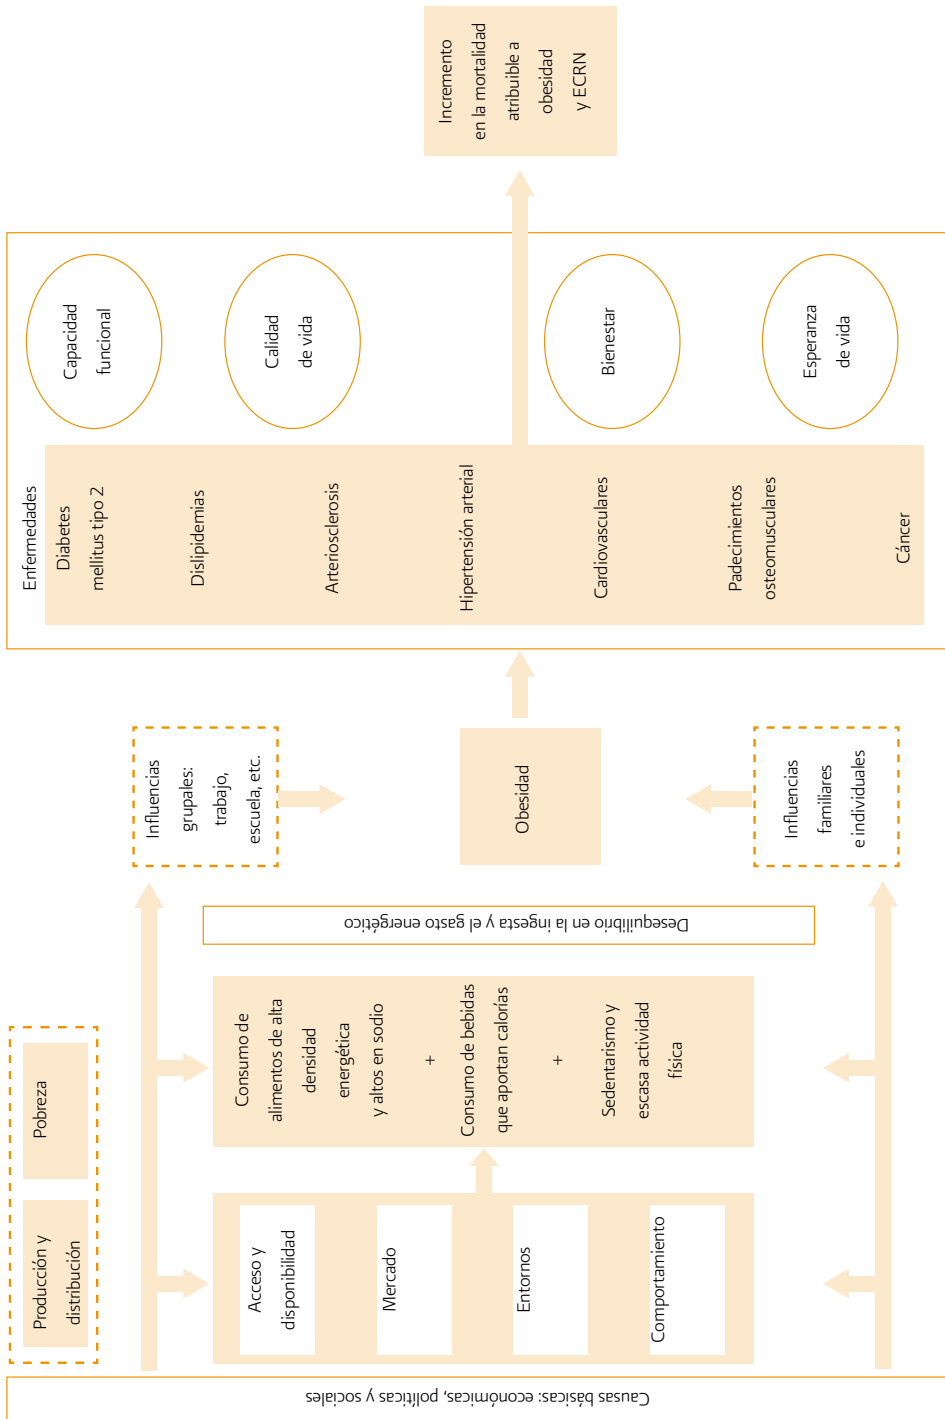 Causas básicas: económicas, políticas y sociales
Producción y
distribución
Pobreza
Acceso y
disponibilidad
Mercado
Entornos
Comportamiento
Consumo de
alimentos de alta
densidad
energética
y altos en sodio
+
Consumo de bebidas
que aportan calorías
+
Sedentarismo y
escasa actividad
física
Desequilibrio en la ingesta y el gasto energético
Influencias
grupales:
trabajo,
escuela, etc.
Obesidad
Influencias
familiares
e individuales
Enfermedades
Diabetes
mellitus tipo 2
Dislipidemias
Arteriosclerosis
Hipertensión arterial
Cardiovasculares
Padecimientos
osteomusculares
Cáncer
Capacidad
funcional
Calidad
de vida
Bienestar
Esperanza
de vida
Incremento
en la mortalidad
atribuible a
obesidad
y ECRN